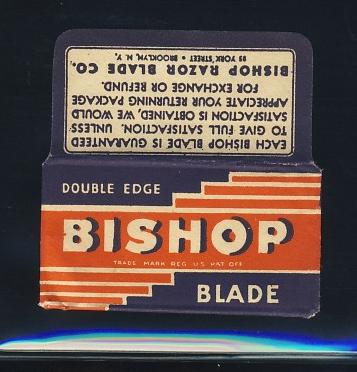 EACH BISHOP BLADE IS GUARANTEED
TO GIVE FULL SATISFACTION. UNLESS
SATISFACTION IS OBTAINED, WE WOULD
APPRECIATE YOUR RETURNING PACKAGE
FOR EXCHANGE OR REFUND.
BISHOP RAZOR BLADE CO.
95 YORK STREET • BROOKLYN, N. Y.
DOUBLE EDGE
BISHOP
TRADE MARK REG US PAT OFF
BLADE